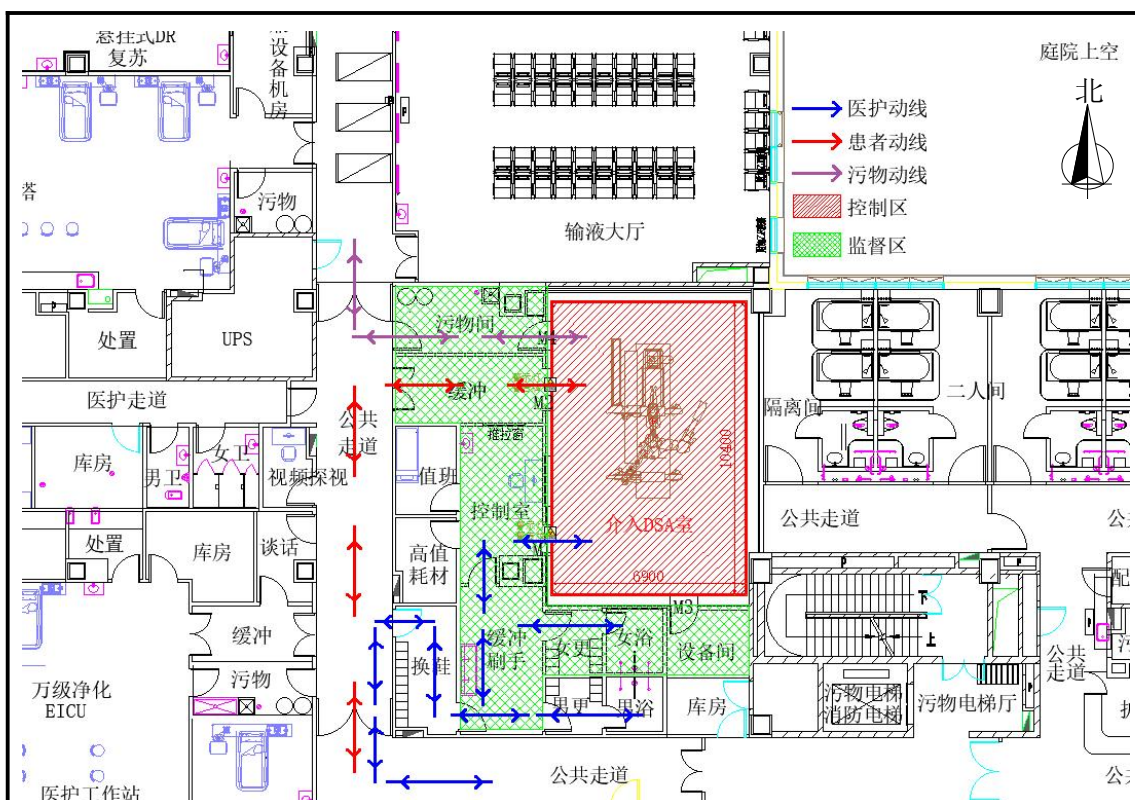 悬挂式DR
复苏
设备机房
庭院上空
北
医护动线
患者动线
污物动线
控制区
监督区
污物
输液大厅
处置
UPS
污物间
缓冲
医护走道
公共
走道
推拉窗
隔离间
二人间
库房
男卫
女卫
视频探视
值班
控制室
10400
介入DSA室
公共走道
处置
库房
谈话
高值
耗材
6900
M3
下
上
缓冲
换鞋
缓冲
刷手
女更
女浴
设备间
公共
走道
万级净化
EICU
污物
男更
男浴
库房
污物电梯
消防电梯
污物电梯厅
医护工作站
公共走道